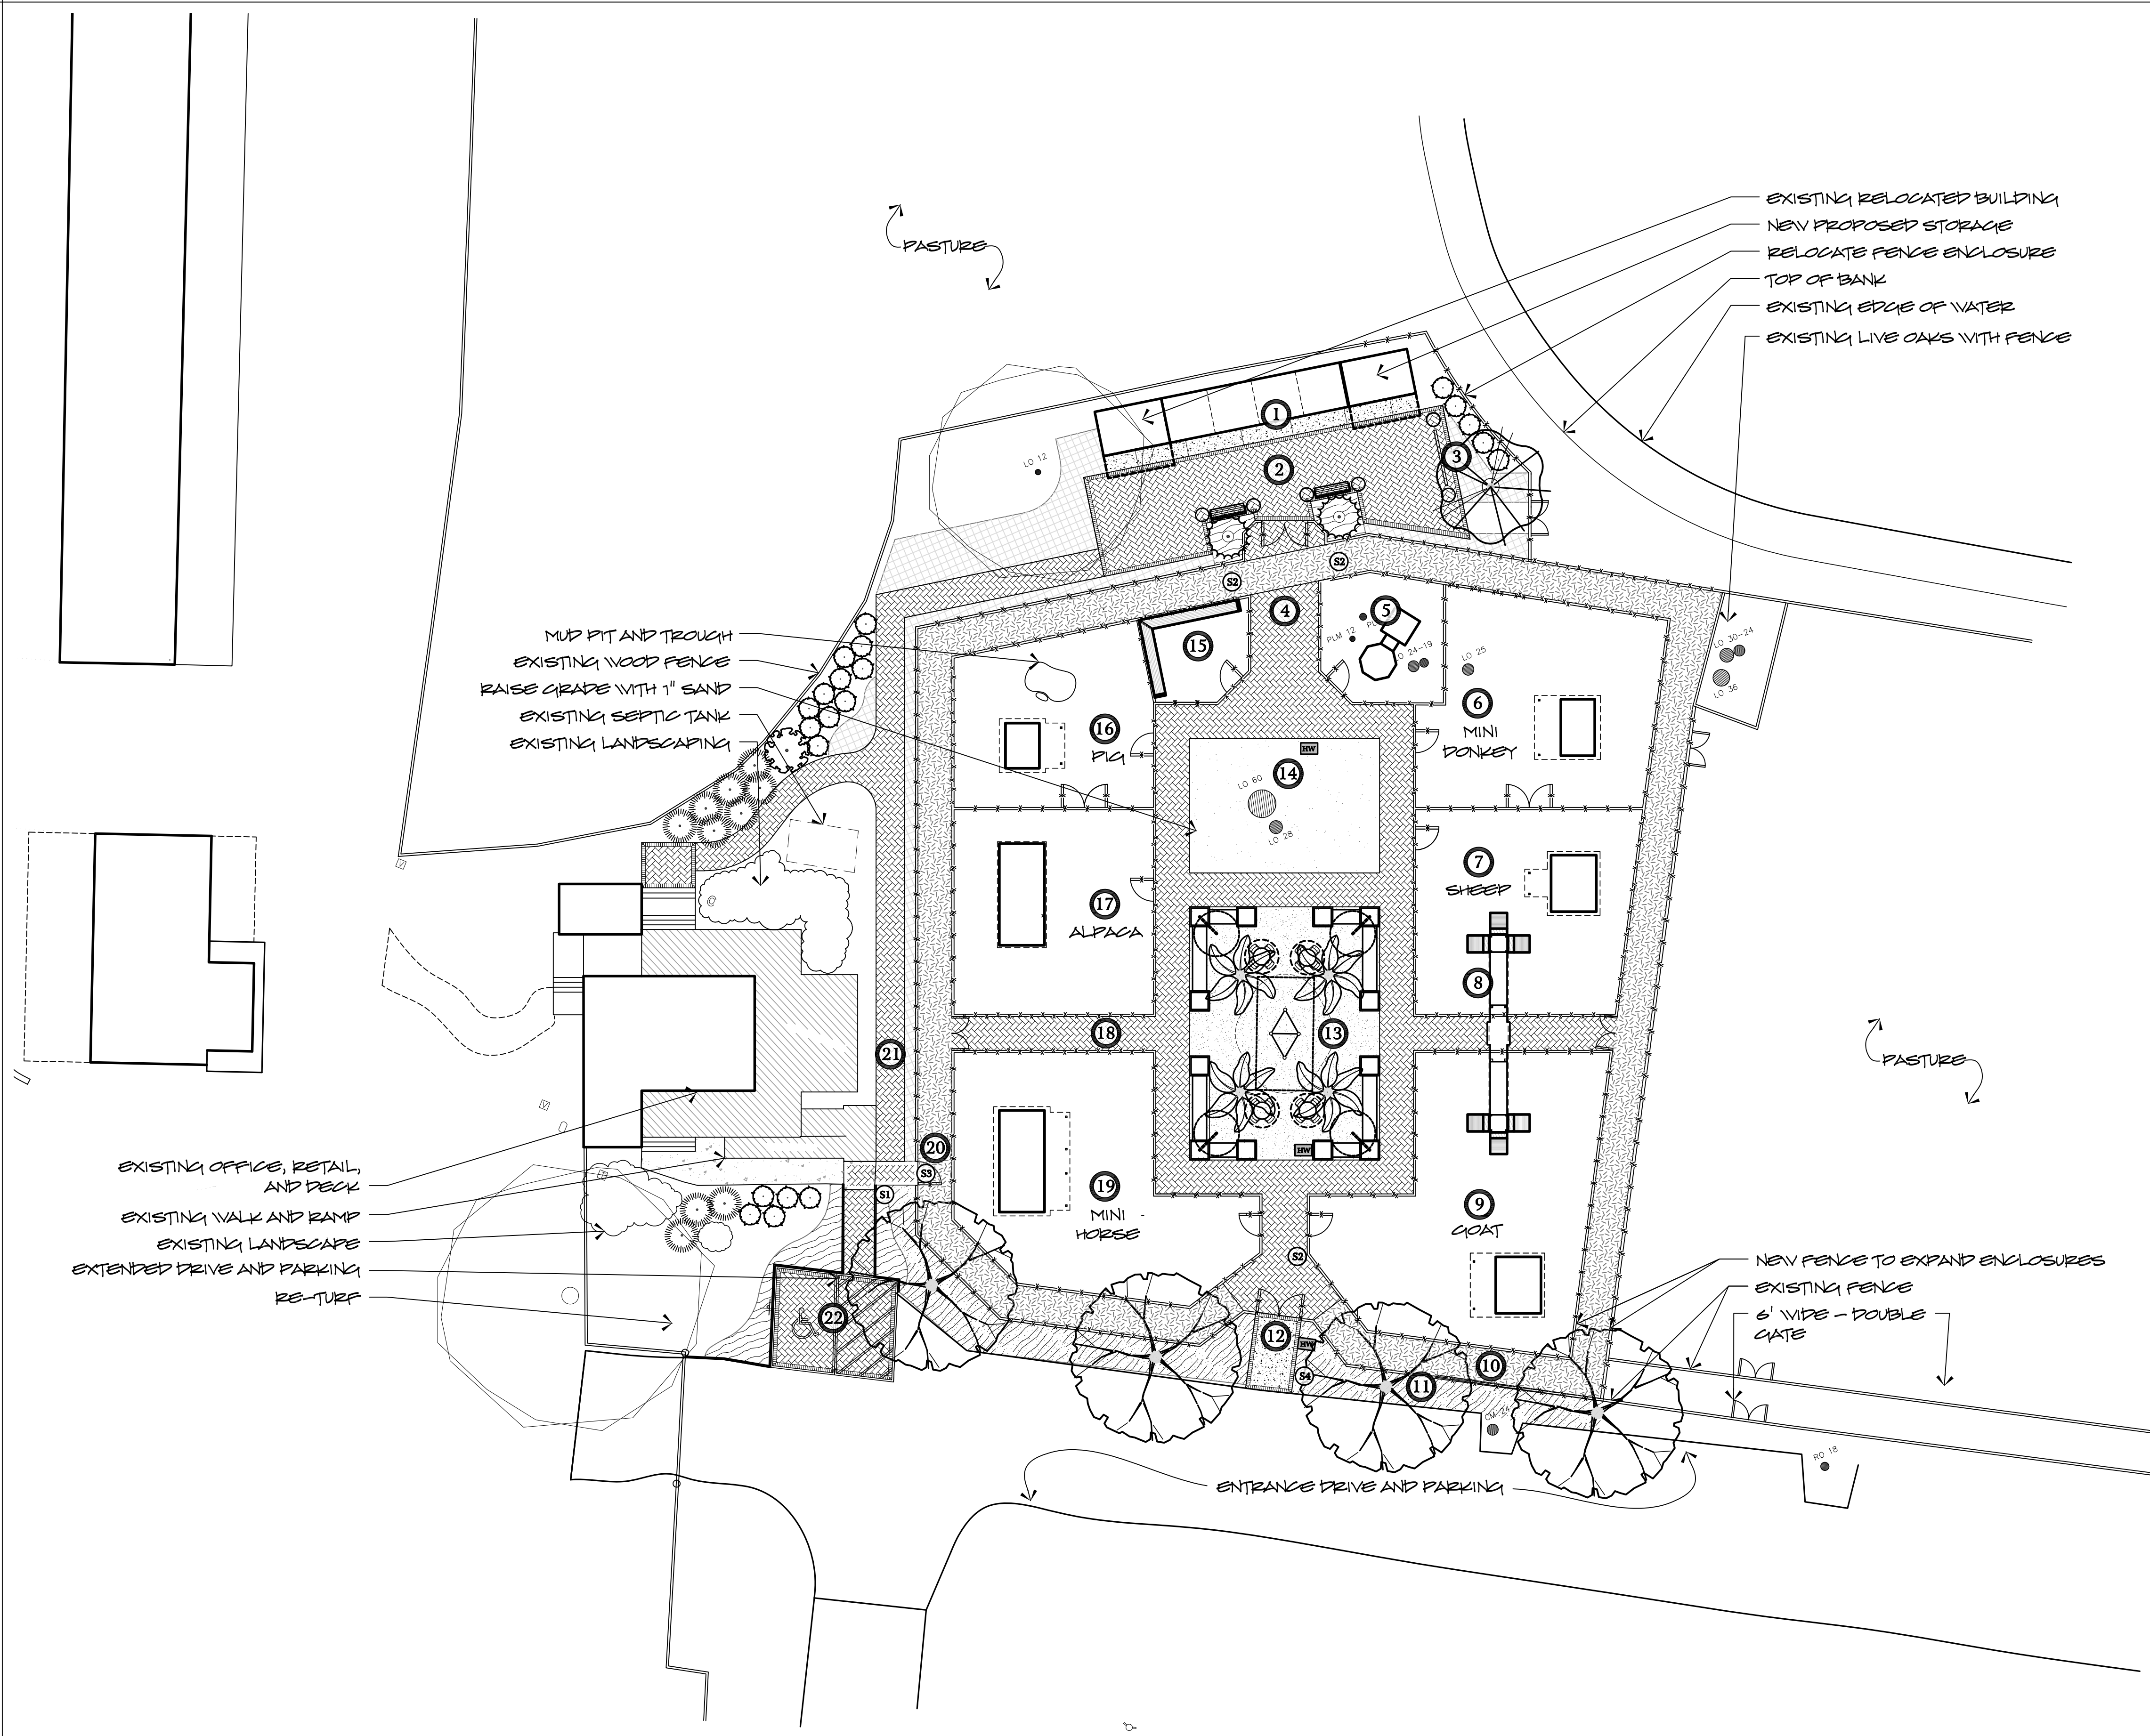 EXISTING RELOCATED BUILDING
NEW PROPOSED STORAGE
RELOCATE FENCE ENCLOSURE
TOP OF BANK
EXISTING EDGE OF WATER
EXISTING LIVE OAKS WITH FENCE
PASTURE
1
2
3
LO 12
S2
S2
4
5
PLM 12
LO 25
LO 30-24
LO 36
MUD PIT AND TROUGH
EXISTING WOOD FENCE
RAISE GRADE WITH 1" SAND
EXISTING SEPTIC TANK
EXISTING LANDSCAPING
15
16
PIG
6
MINI
DONKEY
HW
14
LO 60
LO 28
7
SHEEP
17
ALPACA
8
13
18
21
PASTURE
20
S3
S1
HW
19
MINI
HORSE
9
GOAT
S2
EXISTING OFFICE, RETAIL,
AND DECK
EXISTING WALK AND RAMP
EXISTING LANDSCAPE
EXTENDED DRIVE AND PARKING
RE-TURF
NEW FENCE TO EXPAND ENCLOSURES
EXISTING FENCE
6' WIDE - DOUBLE
GATE
22
12
HW
S4
10
11
RO 18
ENTRANCE DRIVE AND PARKING